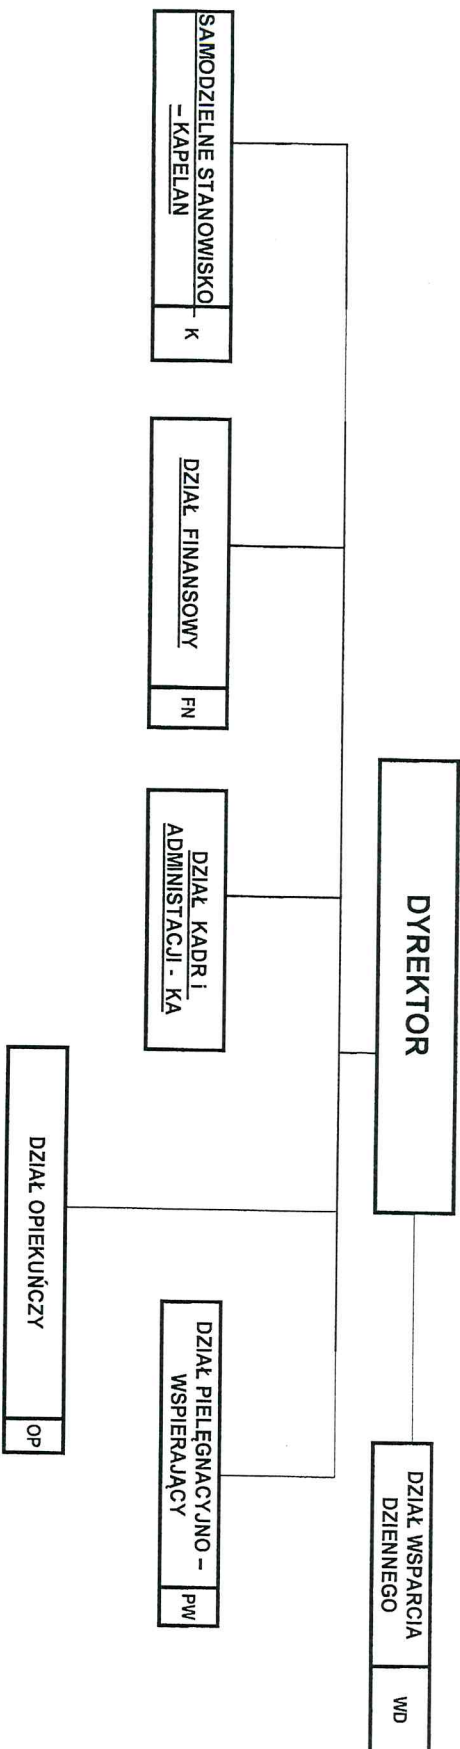 DYREKTOR
DZIAŁ WSPARCIA
DZIENNEGO
WD
SAMODZIELNE STANOWISKO
– KAPELAN
K
DZIAŁ FINANSOWY
FN
DZIAŁ KADR i
ADMINISTACJI - KA
DZIAŁ PIELĘGNACYJNO –
WSPIERAJĄCY
PW
DZIAŁ OPIEKUŃCZY
OP